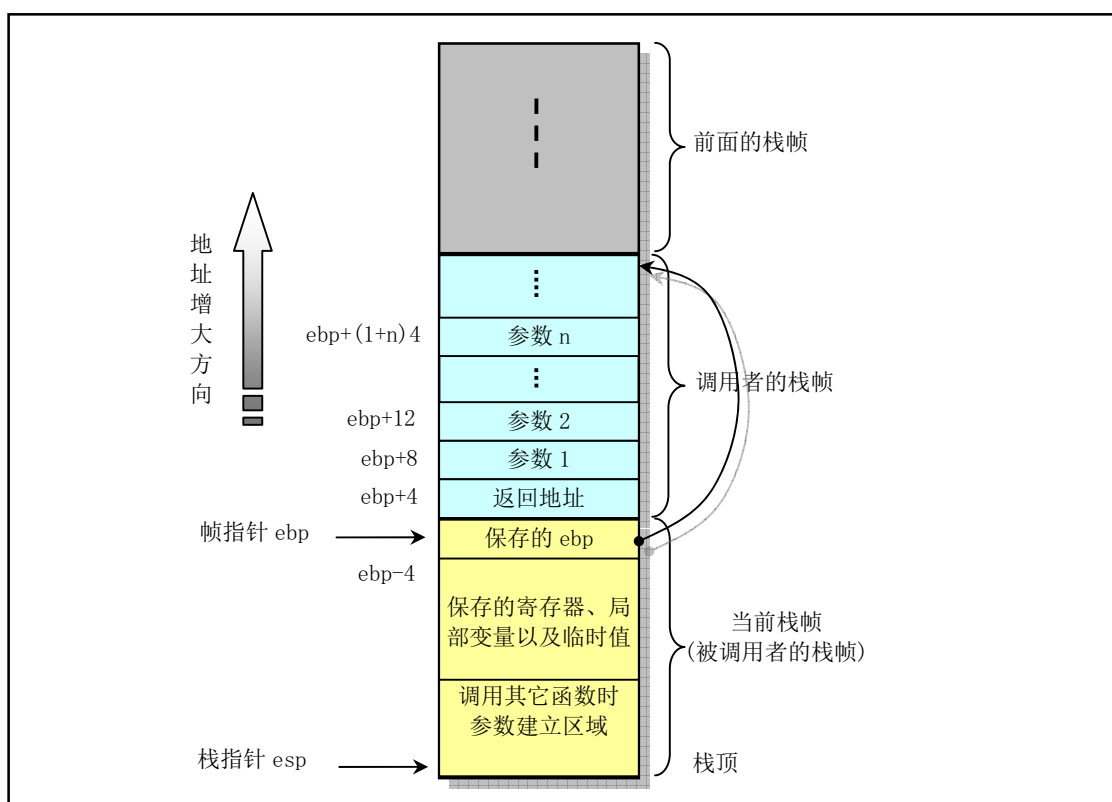 前面的栈帧
地址增大方向
ebp+(1+n)4
参数 n
调用者的栈帧
ebp+12
参数 2
ebp+8
参数 1
ebp+4
返回地址
帧指针 ebp
保存的 ebp
ebp-4
保存的寄存器、局
部变量以及临时值
当前栈帧
(被调用者的栈帧)
调用其它函数时
参数建立区域
栈指针 esp
栈顶